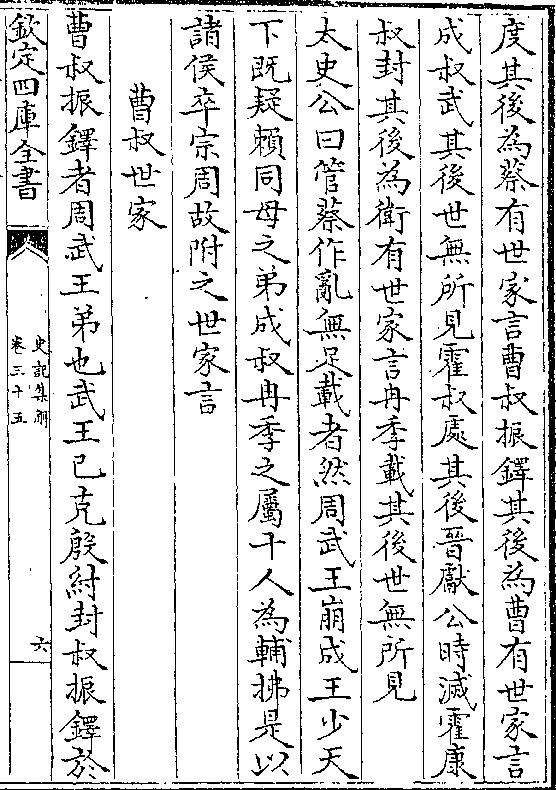 度其後為蔡有世家言曹叔振鐸其後為曹有世家言
成叔武其後世無所見霍叔處其後晉獻公時滅霍康
叔封其後為衛有世家言冉季載其後世無所見
太史公曰管蔡作亂無足載者然周武王崩成王少天
下既疑賴同母之弟成叔冉季之屬十人為輔拂是以
諸侯卒宗周故附之世家言
曹叔世家
曹叔振鐸者周武王弟也武王已克殷紂封叔振鐸於
欽定四庫全書
史記集解
卷三十五
六